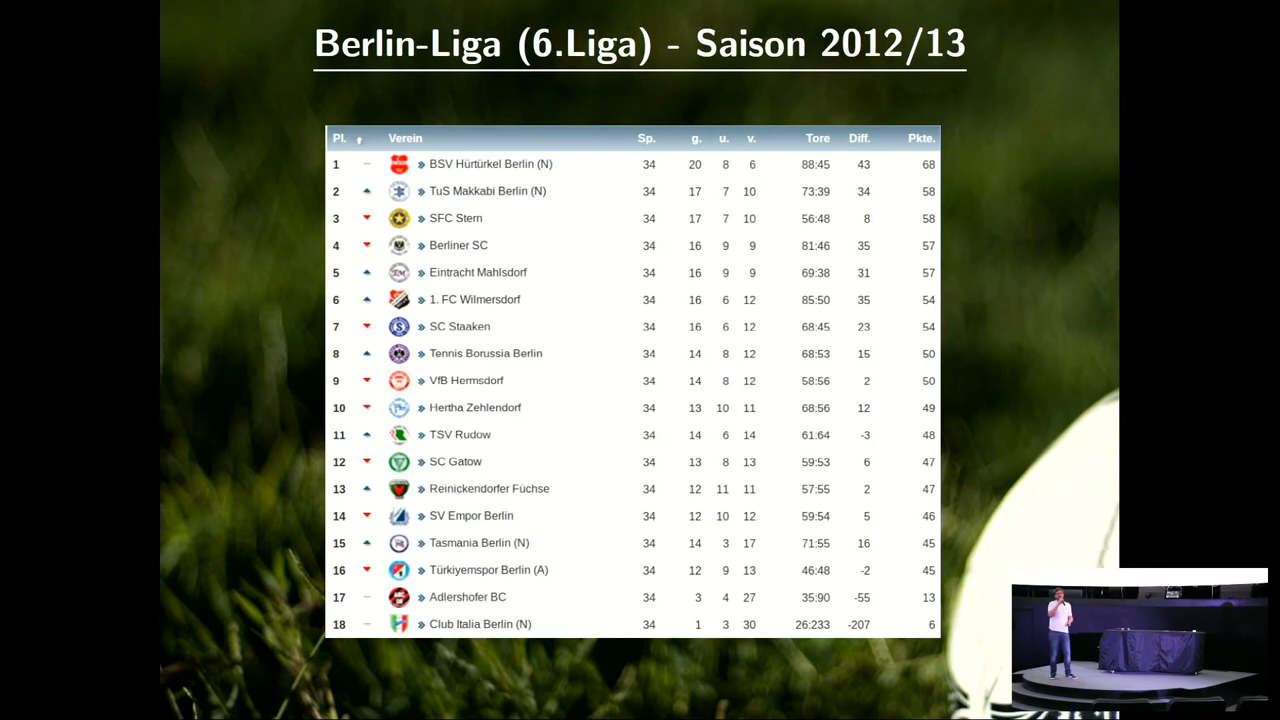 Berlin-Liga (6.Liga) - Saison 2012/13
Pl. Verein Sp. g. u. v. Tore Diff. Pkte.
1 BSV Hürtürkel Berlin (N) 34 20 8 6 88:45 43 68
2 TuS Makkabi Berlin (N) 34 17 7 10 73:39 34 58
3 SFC Stern 34 17 7 10 56:48 8 58
4 Berliner SC 34 16 9 9 81:46 35 57
5 Eintracht Mahlsdorf 34 16 9 9 69:38 31 57
6 1. FC Wilmersdorf 34 16 6 12 85:50 35 54
7 SC Staaken 34 16 6 12 68:45 23 54
8 Tennis Borussia Berlin 34 14 8 12 68:53 15 50
9 VfB Hermsdorf 34 14 8 12 58:56 2 50
10 Hertha Zehlendorf 34 13 10 11 68:56 12 49
11 TSV Rudow 34 14 6 14 61:64 -3 48
12 SC Gatow 34 13 8 13 59:53 6 47
13 Reinickendorfer Füchse 34 12 11 11 57:55 2 47
14 SV Empor Berlin 34 12 10 12 59:54 5 46
15 Tasmania Berlin (N) 34 14 3 17 71:55 16 45
16 Türkiyemspor Berlin (A) 34 12 9 13 46:48 -2 45
17 Adlershofer BC 34 3 4 27 35:90 -55 13
18 Club Italia Berlin (N) 34 1 3 30 26:233 -207 6